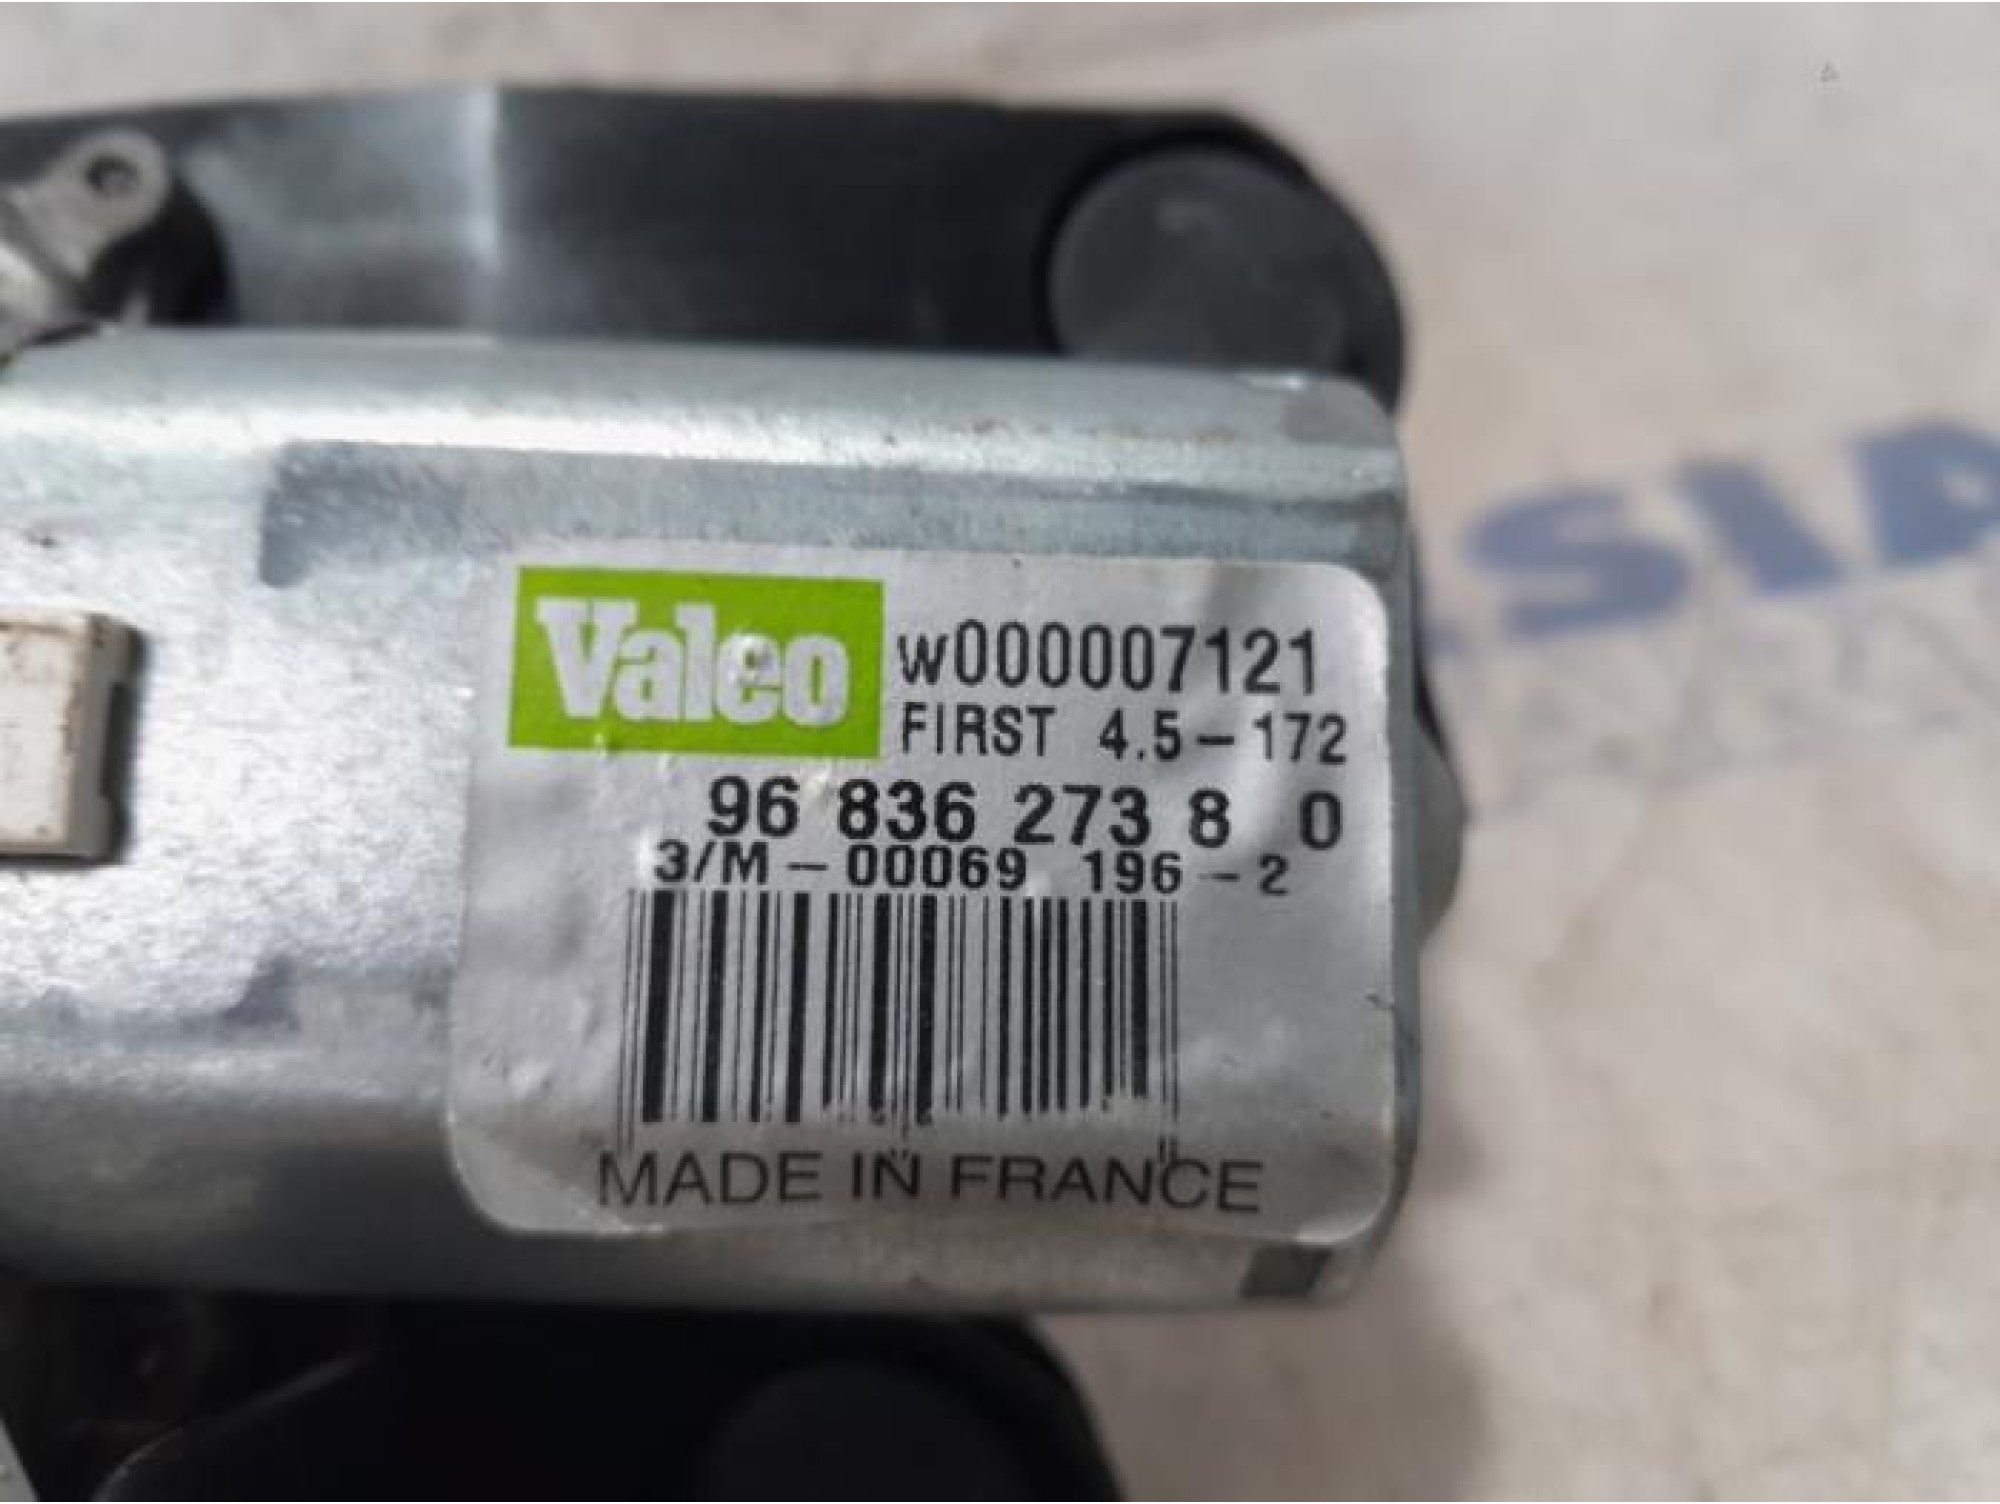 Valeo
W000007121
FIRST 4.5-172
96 836 273 8 0
3/M-00069 196-2
MADE IN FRANCE